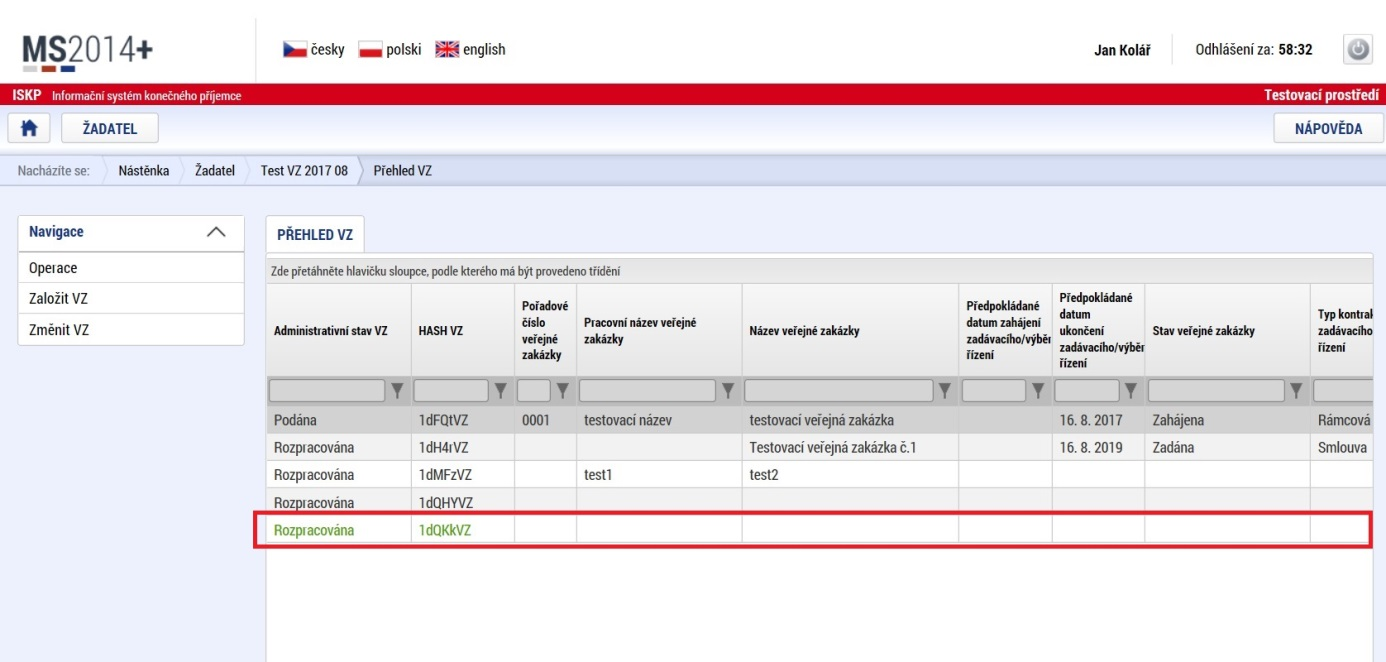 MS2014+
česky polski english
Jan Kolář Odhlášení za: 58:32
ISKP Informační systém konečného příjemce Testovací prostředí
ŽADATEL NÁPOVĚDA
Nacházíte se: Nástěnka Žadatel Test VZ 2017 08 Přehled VZ
Navigace
Operace
Založit VZ
Změnit VZ
PŘEHLED VZ
Zde přetáhněte hlavičku sloupce, podle kterého má být provedeno třídění
Administrativní stav VZ
HASH VZ
Pořadové
číslo
veřejné
zakázky
Pracovní název veřejné
zakázky
Název veřejné zakázky
Předpokládané
datum zahájení
zadávacího/výběr
řízení
Předpokládané
datum
ukončení
zadávacího/výběr
řízení
Stav veřejné zakázky
Typ kontrak
zadávacího
řízení
Podána 1dFQtVZ 0001 testovací název testovací veřejná zakázka 16. 8. 2017 Zahájena Rámcová
Rozpracována 1dH4rVZ Testovací veřejná zakázka č.1 16. 8. 2019 Zadána Smlouva
Rozpracována 1dMFzVZ test1 test2
Rozpracována 1dQHYVZ
Rozpracována 1dQKkVZ